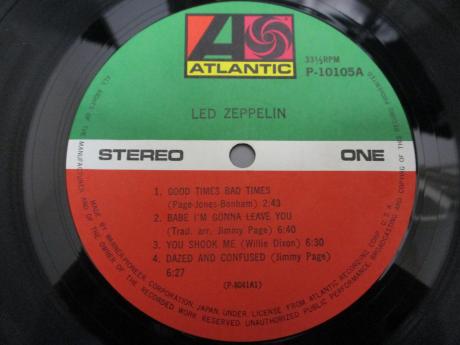 ATLANTIC
33⅓RPM
P-10105A
LED ZEPPELIN
STEREO ONE
1. GOOD TIMES BAD TIMES
(Page-Jones-Bonham) 2:43
2. BABE I'M GONNA LEAVE YOU
(Trad. arr. Jimmy Page) 6:40
3. YOU SHOOK ME (Willie Dixon) 6:30
4. DAZED AND CONFUSED (Jimmy Page)
6:27
(P-8041A1)
MADE BY WARNER-PIONEER CORPORATION, JAPAN, UNDER LICENSE FROM ATLANTIC RECORDING CORP. U.S.A.
ALL RIGHTS OF THE MANUFACTURER AND OF THE OWNER OF THE RECORDED WORK RESERVED. UNAUTHORIZED PUBLIC PERFORMANCE, BROADCASTING AND COPYING OF THIS RECORD PROHIBITED